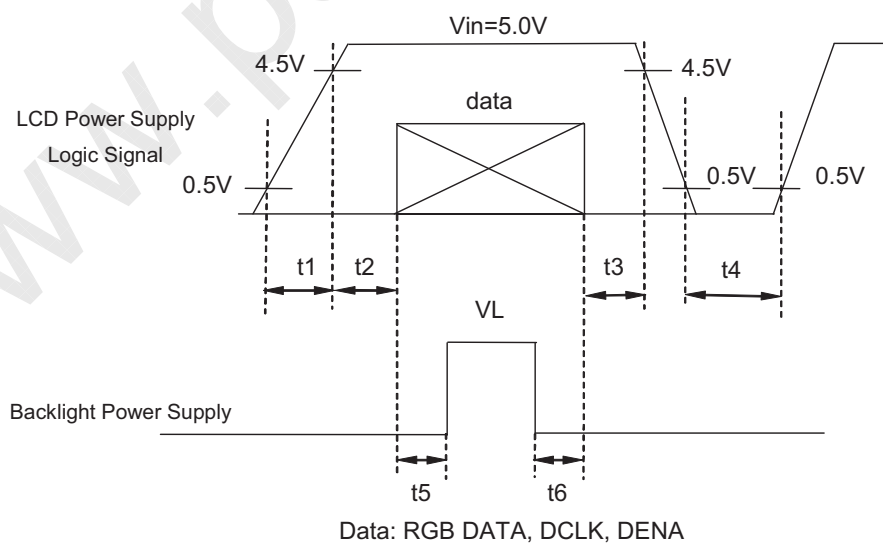 www.p
Vin=5.0V
4.5V
4.5V
data
LCD Power Supply
Logic Signal
0.5V
0.5V
0.5V
t1
t2
t3
t4
VL
Backlight Power Supply
t5
t6
Data: RGB DATA, DCLK, DENA